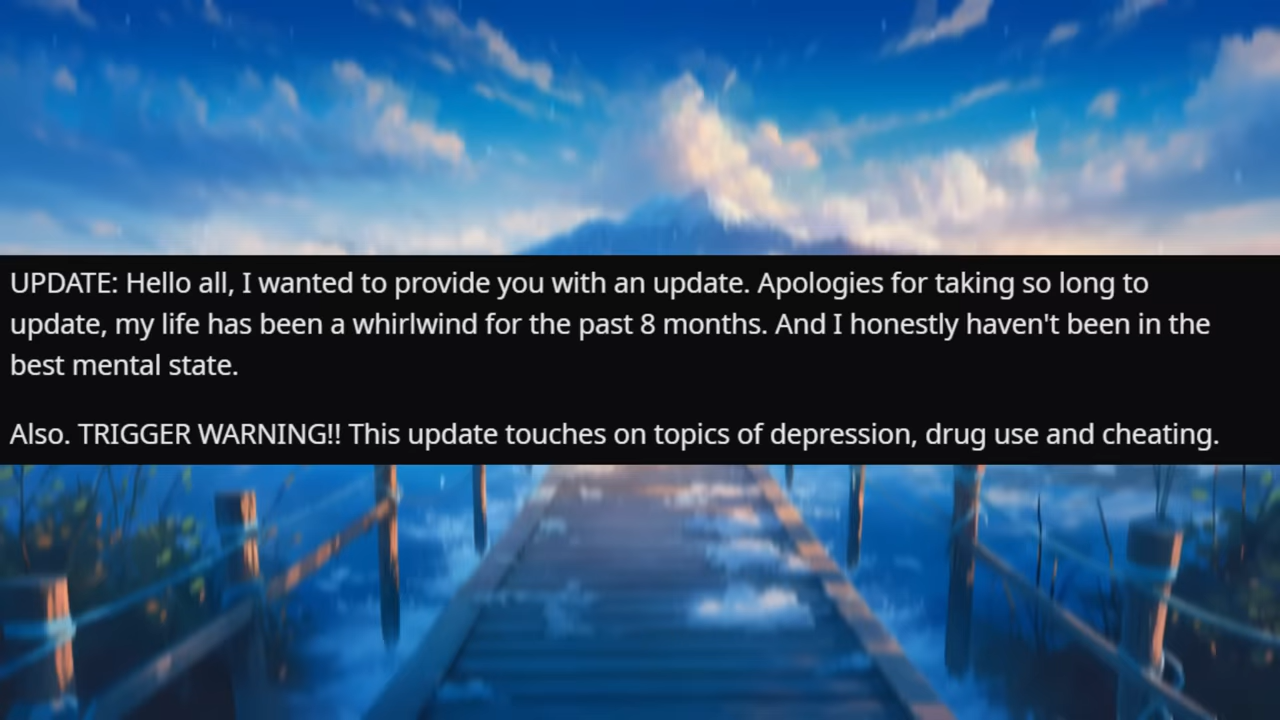 UPDATE: Hello all, I wanted to provide you with an update. Apologies for taking so long to
update, my life has been a whirlwind for the past 8 months. And I honestly haven't been in the
best mental state.
Also. TRIGGER WARNING!! This update touches on topics of depression, drug use and cheating.